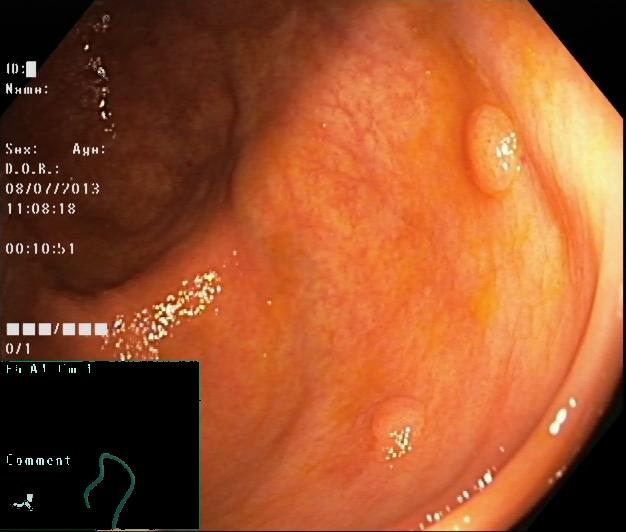 ID:
Name:
Sex: Age:
D.O.B.:
08/07/2013
11:08:18
00:10:51
0/1
Comment